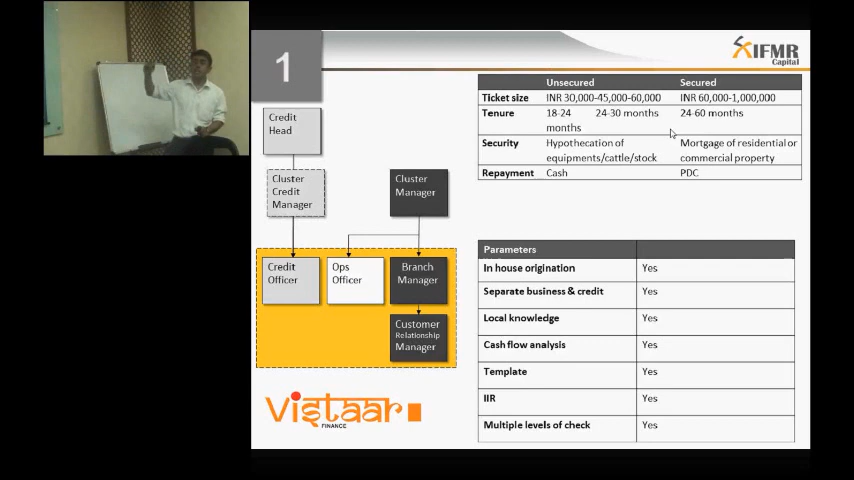 1
IFMR
Capital
Credit
Head
Cluster
Credit
Manager
Cluster
Manager
Credit
Officer
Ops
Officer
Branch
Manager
Customer
Relationship
Manager
Vistaar
FINANCE
Unsecured Secured
Ticket size INR 30,000-45,000-60,000 INR 60,000-1,000,000
Tenure 18-24 24-30 months 24-60 months
months
Security Hypothecation of Mortgage of residential or
equipments/cattle/stock commercial property
Repayment Cash PDC
Parameters
In house origination Yes
Separate business & credit Yes
Local knowledge Yes
Cash flow analysis Yes
Template Yes
IIR Yes
Multiple levels of check Yes